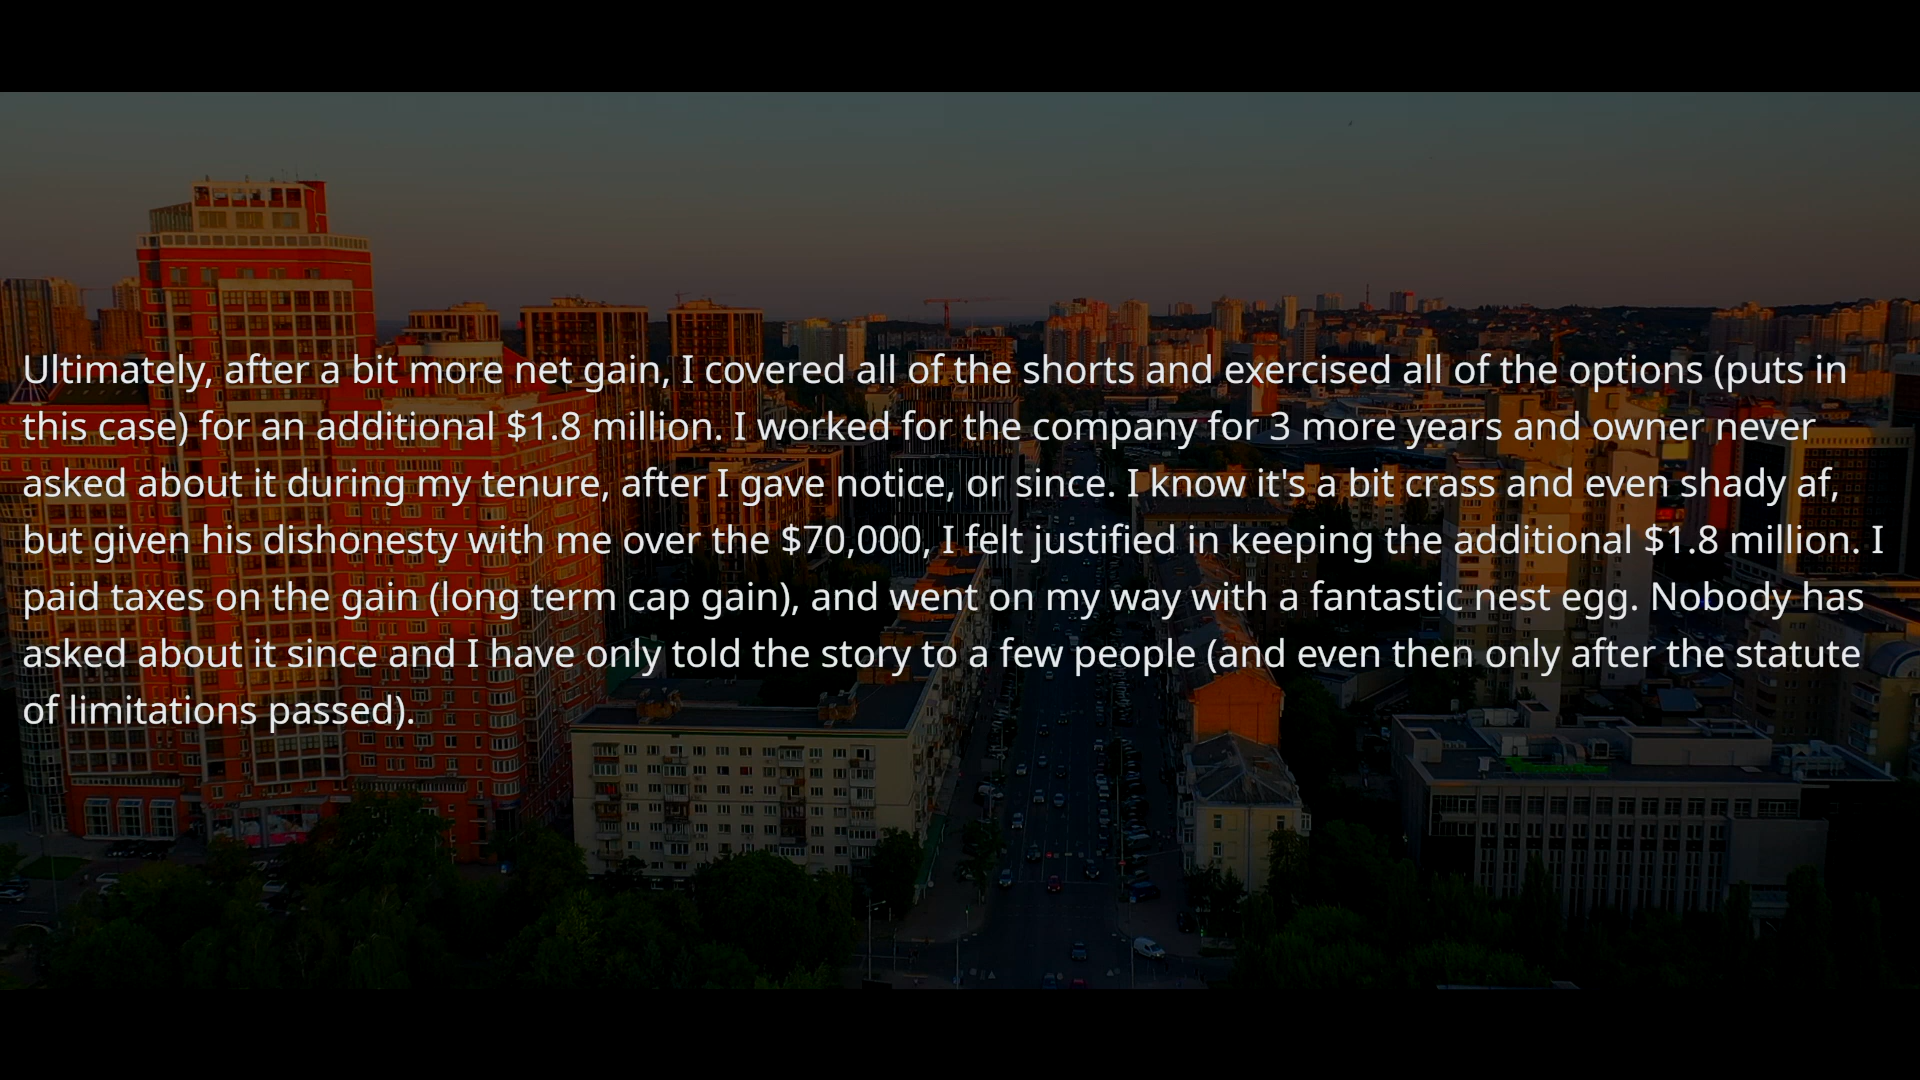 Ultimately, after a bit more net gain, I covered all of the shorts and exercised all of the options (puts in
this case) for an additional $1.8 million. I worked for the company for 3 more years and owner never
asked about it during my tenure, after I gave notice, or since. I know it's a bit crass and even shady af,
but given his dishonesty with me over the $70,000, I felt justified in keeping the additional $1.8 million. I
paid taxes on the gain (long term cap gain), and went on my way with a fantastic nest egg. Nobody has
asked about it since and I have only told the story to a few people (and even then only after the statute
of limitations passed).